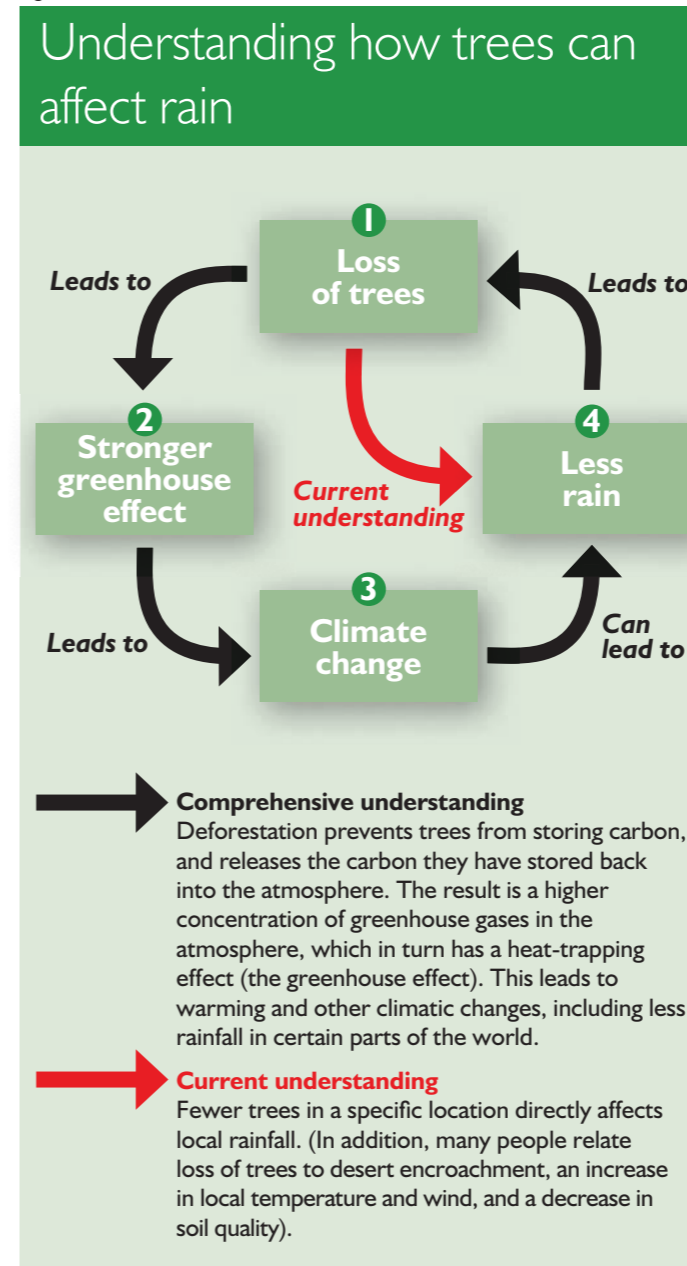 Understanding how trees can
affect rain
1
Loss
of trees
Leads to
Leads to
2
Stronger
greenhouse
effect
4
Less
rain
Current
understanding
3
Climate
change
Leads to
Can
lead to
Comprehensive understanding
Deforestation prevents trees from storing carbon,
and releases the carbon they have stored back
into the atmosphere. The result is a higher
concentration of greenhouse gases in the
atmosphere, which in turn has a heat-trapping
effect (the greenhouse effect). This leads to
warming and other climatic changes, including less
rainfall in certain parts of the world.
Current understanding
Fewer trees in a specific location directly affects
local rainfall. (In addition, many people relate
loss of trees to desert encroachment, an increase
in local temperature and wind, and a decrease in
soil quality).